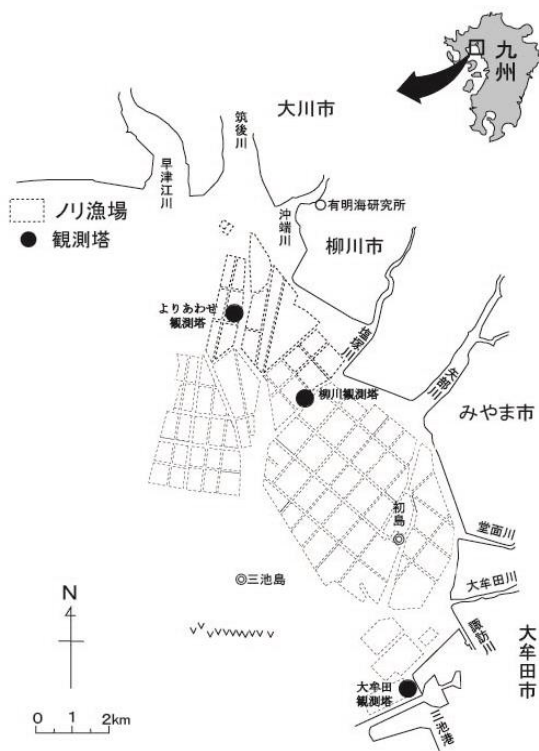 九州
大川市
筑後川
早津江川
沖端川
有明海研究所
ノリ漁場
観測塔
柳川市
よりあわせ
観測塔
塩塚川
矢部川
柳川観測塔
みやま市
初島
堂面川
三池島
大牟田川
諏訪川
大牟田市
N
4
大牟田
観測塔
三池港
0 1 2km